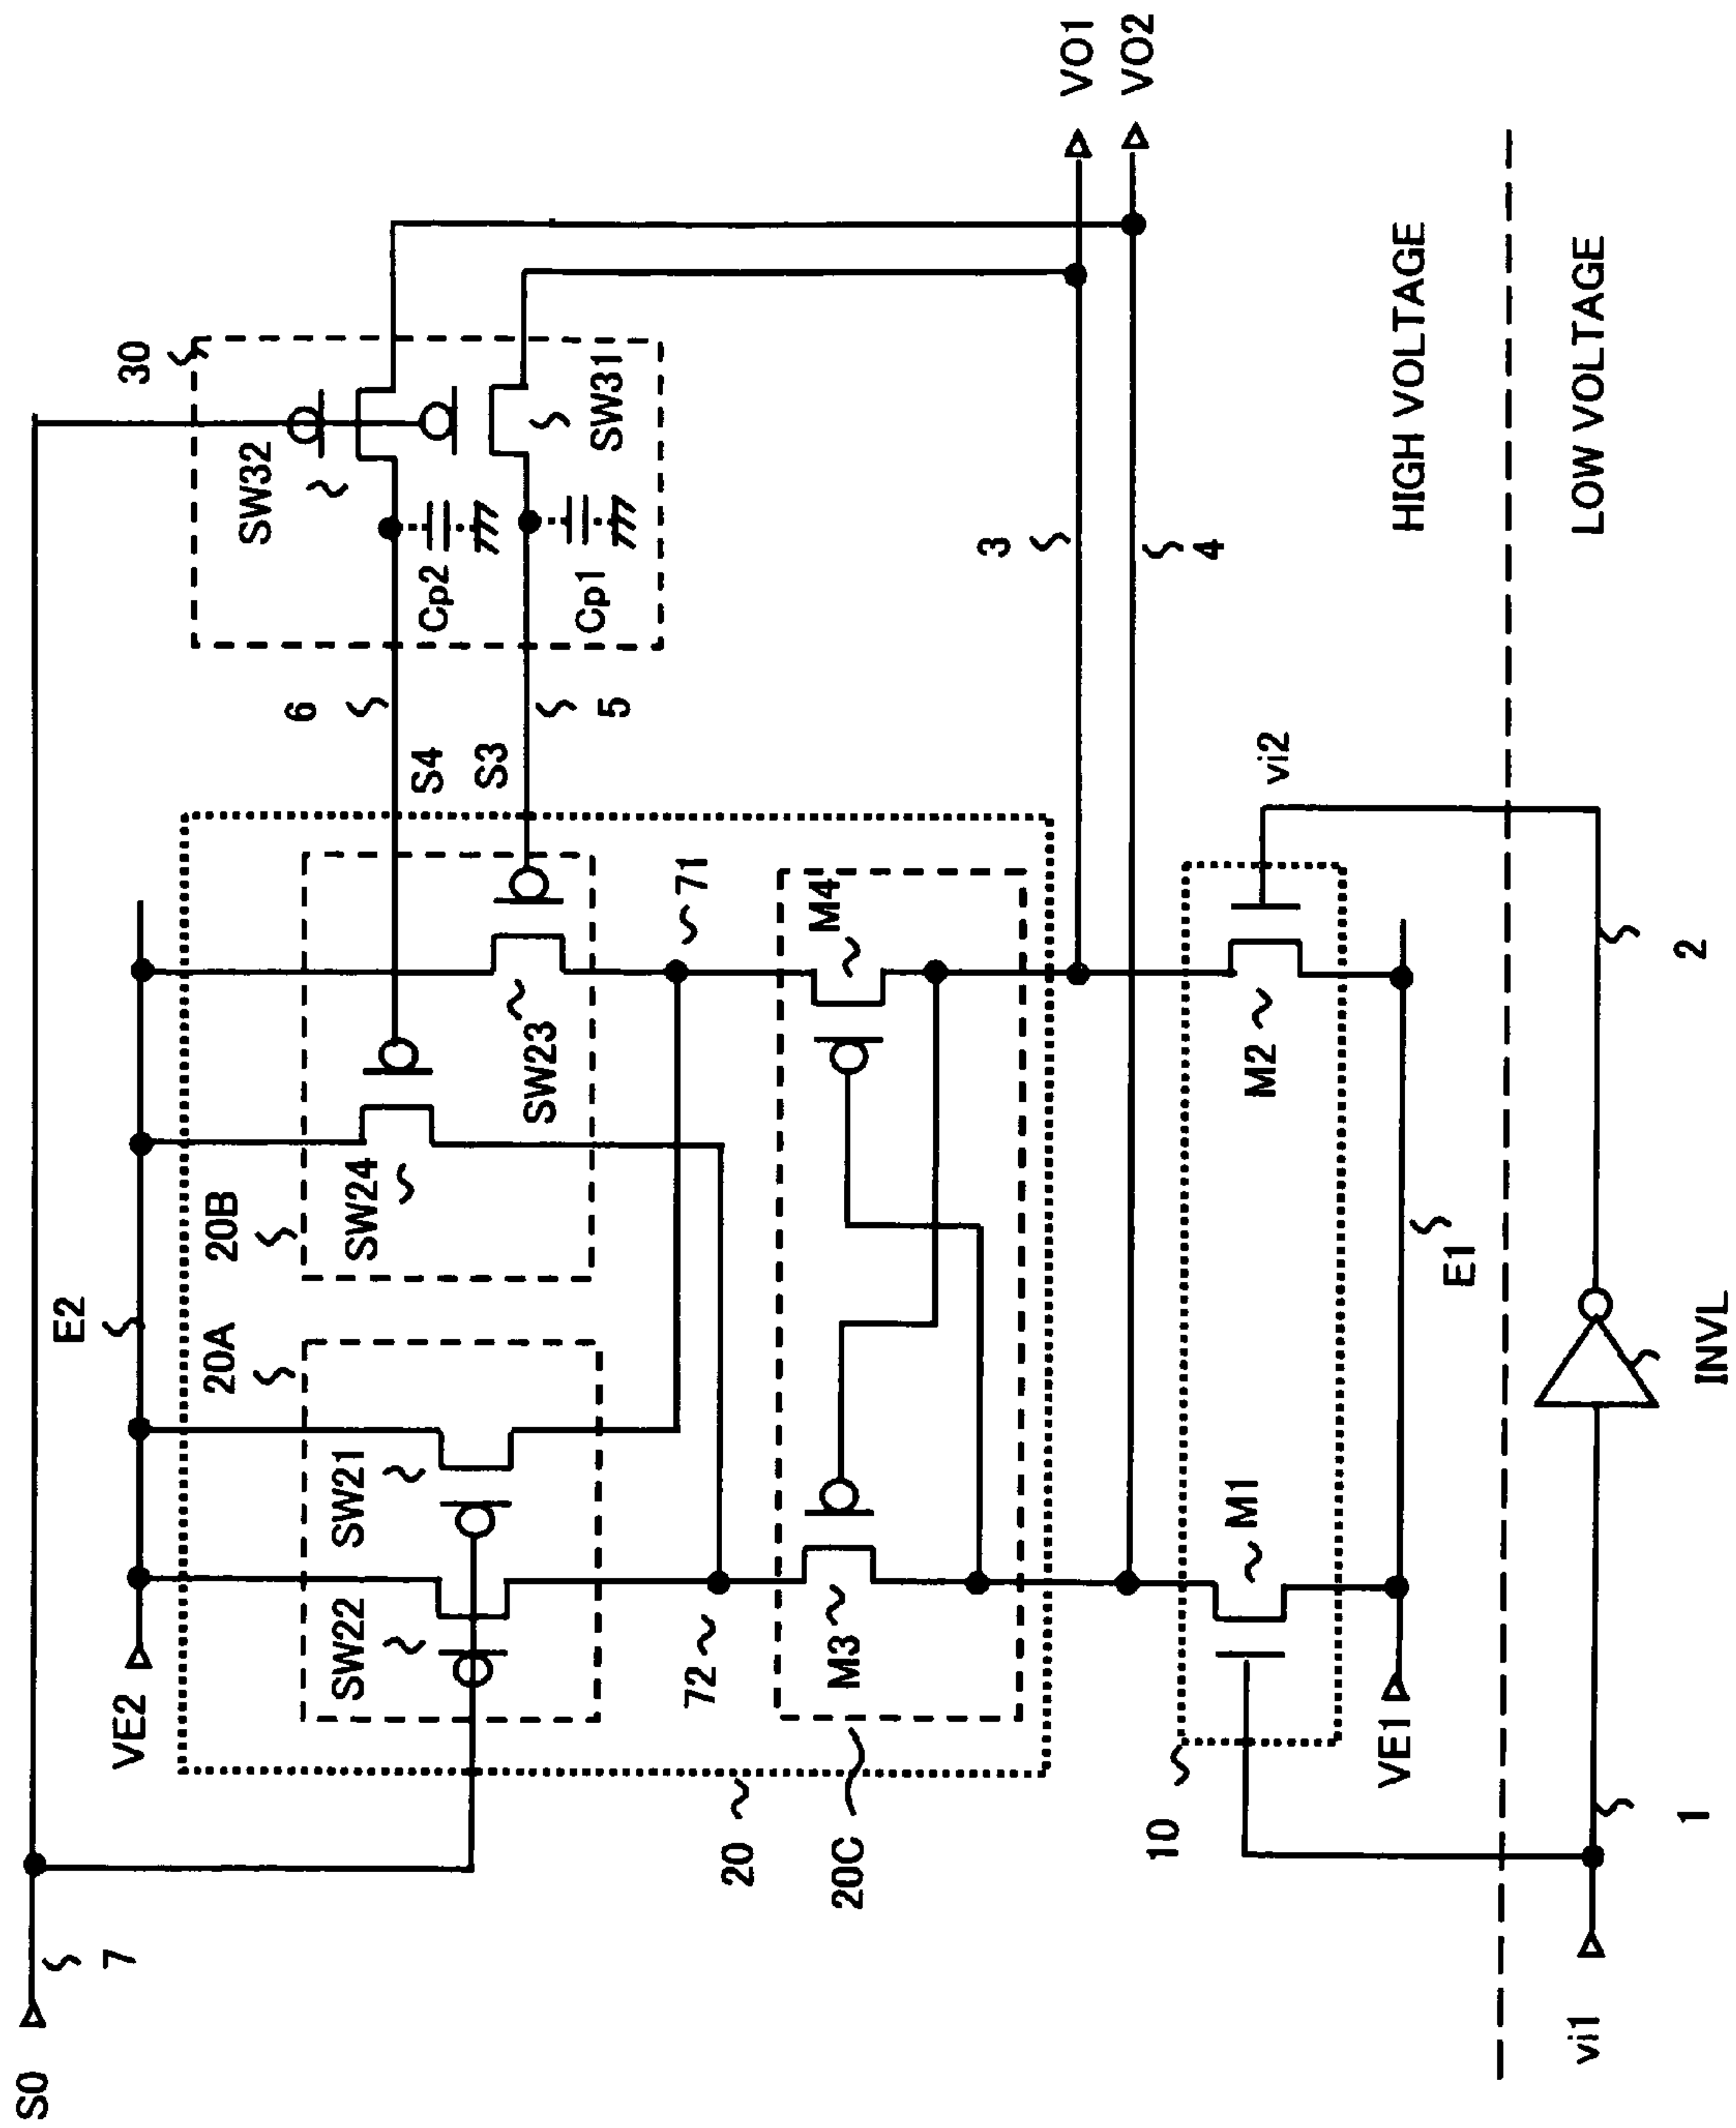 S0
7
VE2
E2
20A
20B
SW22
SW21
SW24
SW23
S4
S3
6
5
30
SW32
SW31
Cp2
Cp1
72
71
M3
M4
20
20C
3
4
VO1
VO2
10
M1
M2
vi2
VE1
E1
HIGH VOLTAGE
LOW VOLTAGE
vi1
1
INVL
2